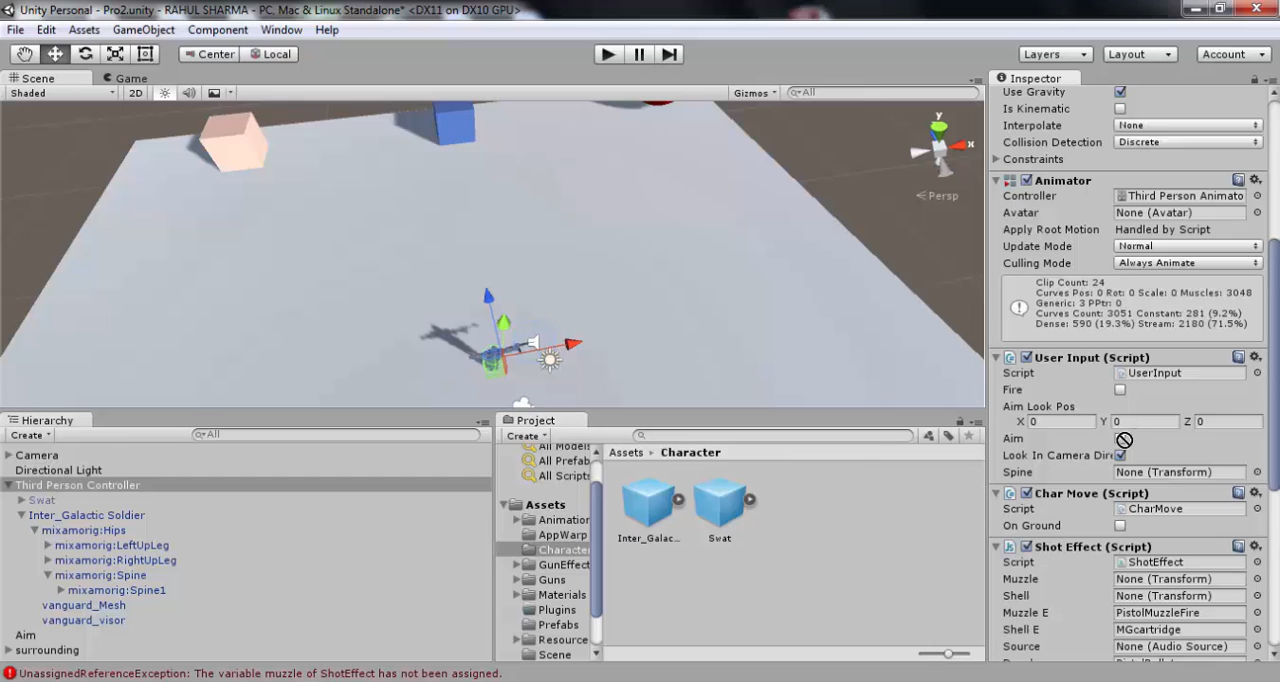 Unity Personal - Pro2.unity - RAHUL SHARMA - PC, Mac & Linux Standalone* <DX11 on DX10 GPU>
File Edit Assets GameObject Component Window Help
Center Local Layers Layout Account
Scene Game
Shaded 2D Gizmos All
y
x
Persp
Inspector
Use Gravity
Is Kinematic
Interpolate None
Collision Detection Discrete
Constraints
Animator
Controller Third Person Animato
Avatar None (Avatar)
Apply Root Motion Handled by Script
Update Mode Normal
Culling Mode Always Animate
Clip Count: 24
Curves Pos: 0 Rot: 0 Scale: 0 Muscles: 3048
Generic: 3 PPtr: 0
Curves Count: 3051 Constant: 281 (9.2%)
Dense: 590 (19.3%) Stream: 2180 (71.5%)
User Input (Script)
Script UserInput
Fire
Aim Look Pos
X 0 Y 0 Z 0
Aim
Look In Camera Dire
Spine None (Transform)
Char Move (Script)
Script CharMove
On Ground
Shot Effect (Script)
Script ShotEffect
Muzzle None (Transform)
Shell None (Transform)
Muzzle E PistolMuzzleFire
Shell E MGcartridge
Source None (Audio Source)
Hierarchy
Create All
Camera
Directional Light
Third Person Controller
Swat
Inter_Galactic Soldier
mixamorig:Hips
mixamorig:LeftUpLeg
mixamorig:RightUpLeg
mixamorig:Spine
mixamorig:Spine1
vanguard_Mesh
vanguard_visor
Aim
surrounding
Project
Create
All Models
All Prefab
All Scripts
Assets
Animation
AppWarp
Character
GunEffect
Guns
Materials
Plugins
Prefabs
Resource
Scene
Assets Character
Inter_Galac... Swat
UnassignedReferenceException: The variable muzzle of ShotEffect has not been assigned.